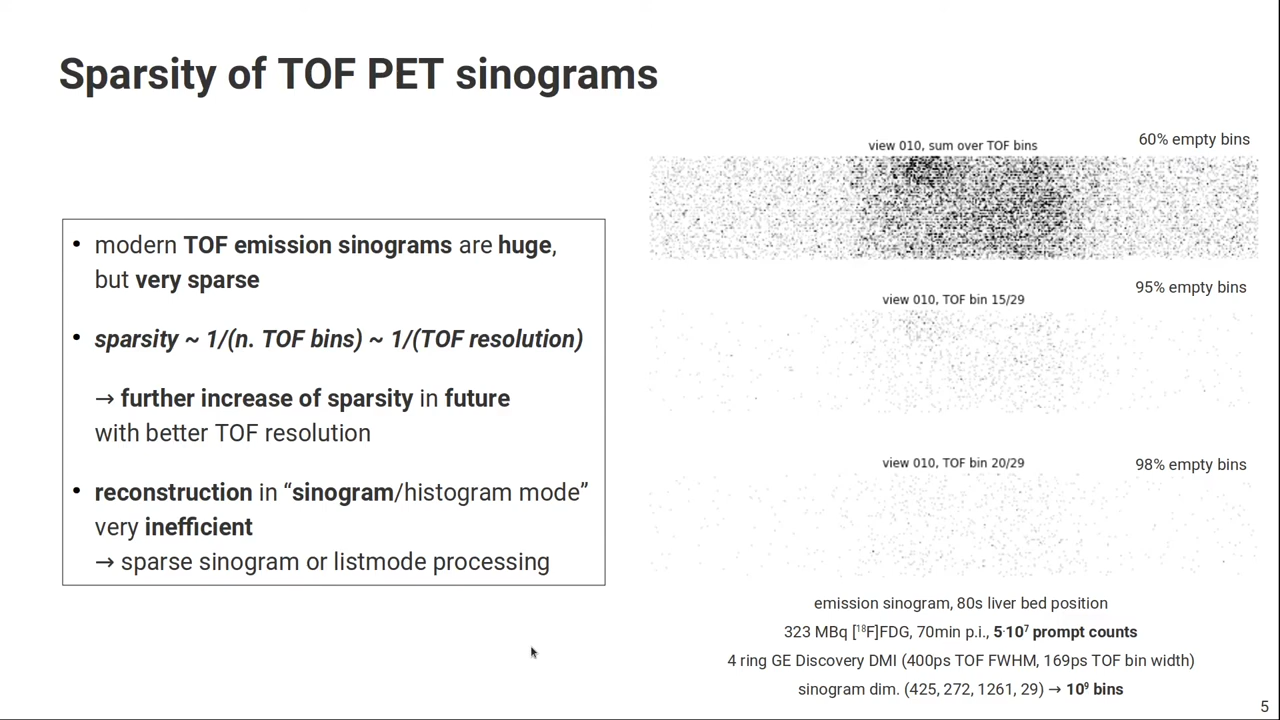 Sparsity of TOF PET sinograms
• modern TOF emission sinograms are huge,
but very sparse
• sparsity ~ 1/(n. TOF bins) ~ 1/(TOF resolution)
→ further increase of sparsity in future
with better TOF resolution
• reconstruction in “sinogram/histogram mode”
very inefficient
→ sparse sinogram or listmode processing
60% empty bins
view 010, sum over TOF bins
95% empty bins
view 010, TOF bin 15/29
view 010, TOF bin 20/29
98% empty bins
emission sinogram, 80s liver bed position
323 MBq [¹⁸F]FDG, 70min p.i., 5·10⁷ prompt counts
4 ring GE Discovery DMI (400ps TOF FWHM, 169ps TOF bin width)
sinogram dim. (425, 272, 1261, 29) → 10⁹ bins
5